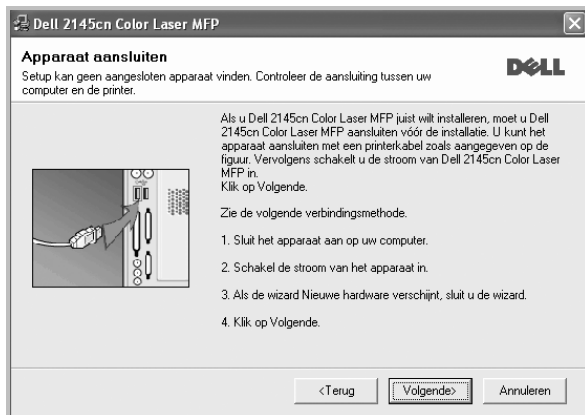 Dell 2145cn Color Laser MFP
Apparaat aansluiten
Setup kan geen aangesloten apparaat vinden. Controleer de aansluiting tussen uw
computer en de printer.
DELL
Als u Dell 2145cn Color Laser MFP juist wilt installeren, moet u Dell
2145cn Color Laser MFP aansluiten vóór de installatie. U kunt het
apparaat aansluiten met een printerkabel zoals aangegeven op de
figuur. Vervolgens schakelt u de stroom van Dell 2145cn Color Laser
MFP in.
Klik op Volgende.
Zie de volgende verbindingsmethode.
1. Sluit het apparaat aan op uw computer.
2. Schakel de stroom van het apparaat in.
3. Als de wizard Nieuwe hardware verschijnt, sluit u de wizard.
4. Klik op Volgende.
<Terug
Volgende>
Annuleren